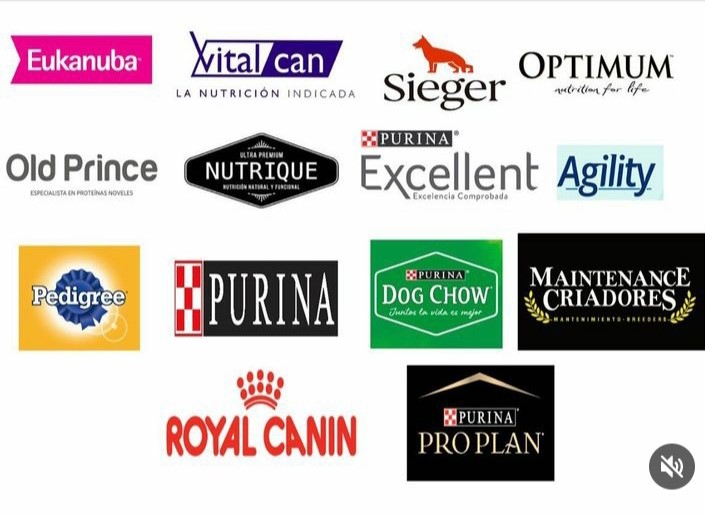 Eukanuba
Vital can
LA NUTRICIÓN INDICADA
Sieger
OPTIMUM
nutrition for life
Old Prince
ESPECIALISTA EN PROTEÍNAS NOVELES
ULTRA PREMIUM
NUTRIQUE
NUTRICIÓN NATURAL Y FUNCIONAL
PURINA
Excellent
Excelencia Comprobada
Agility
Pedigree
PURINA
PURINA
DOG CHOW
Juntos la vida es mejor
MAINTENANCE
CRIADORES
MANTENIMIENTO-BREEDERS
ROYAL CANIN
PURINA
PRO PLAN